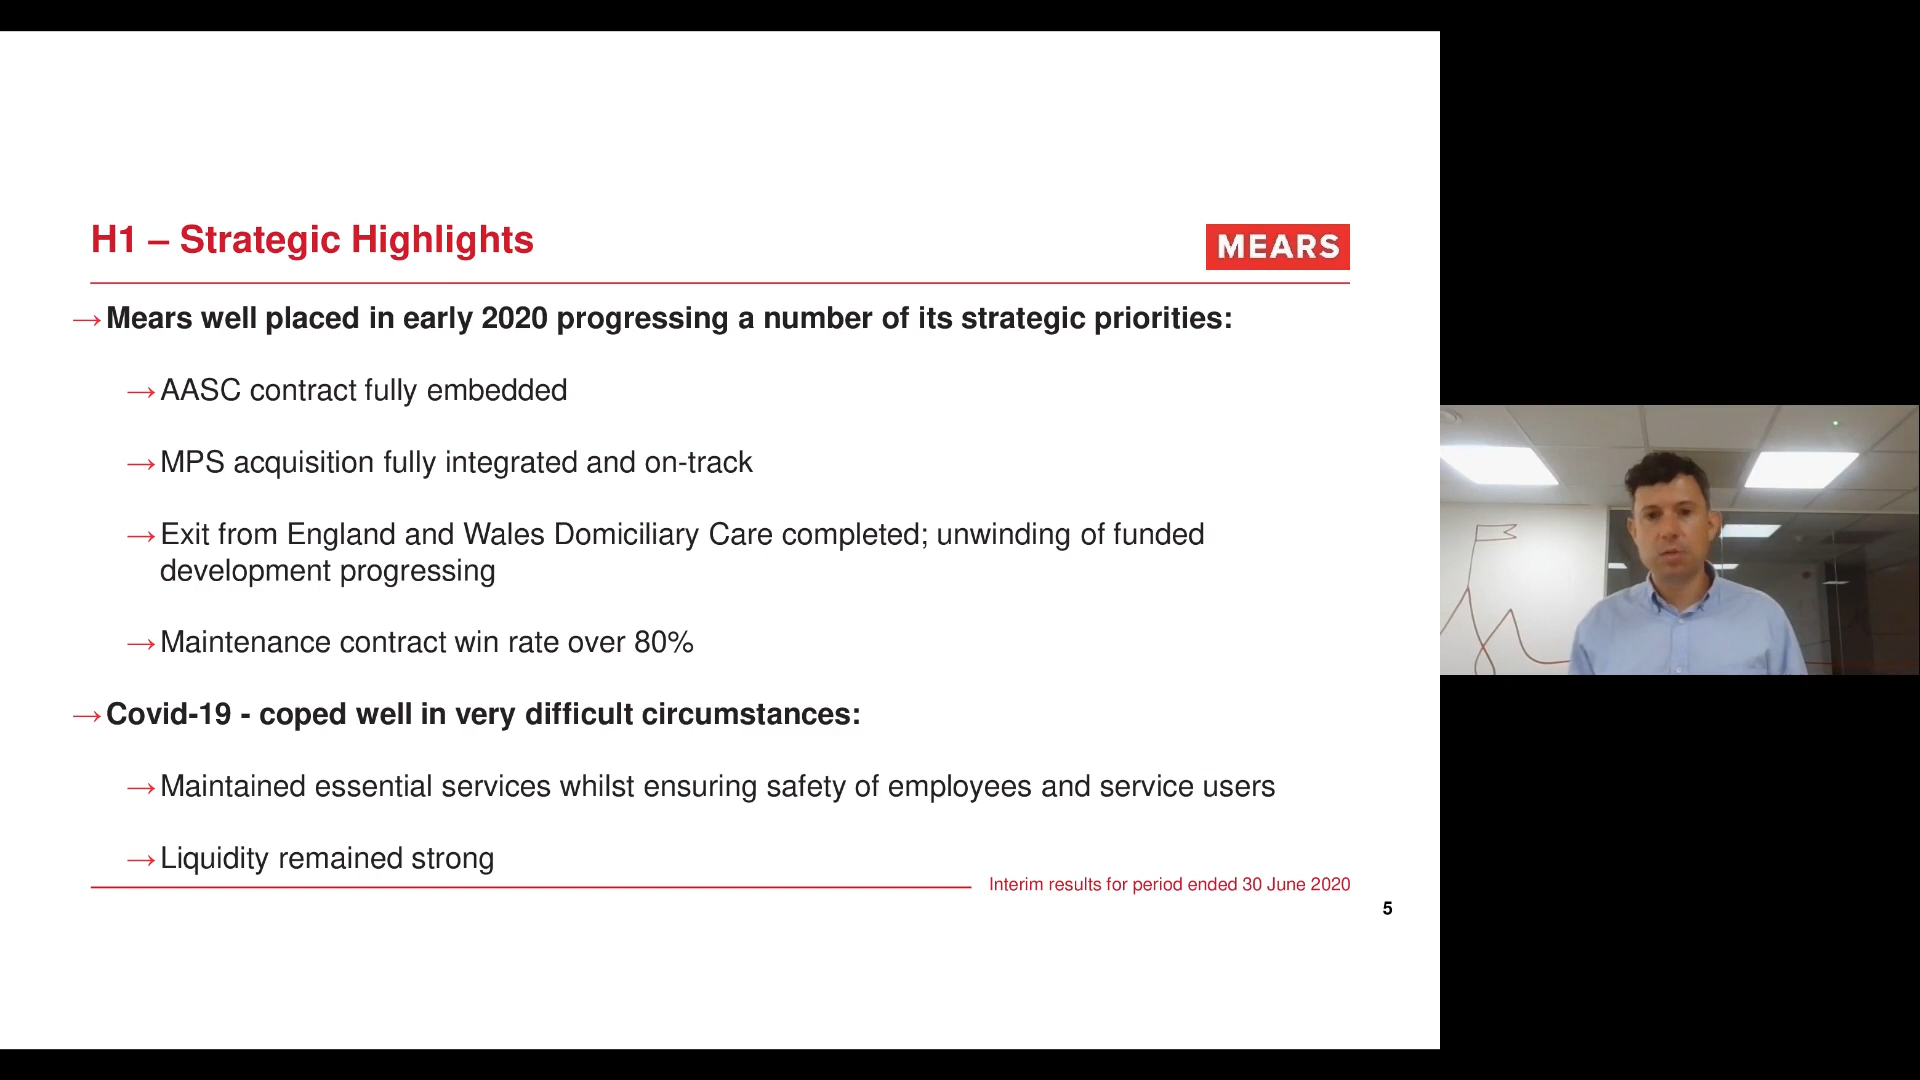 H1 – Strategic Highlights
MEARS
→Mears well placed in early 2020 progressing a number of its strategic priorities:
→AASC contract fully embedded
→MPS acquisition fully integrated and on-track
→Exit from England and Wales Domiciliary Care completed; unwinding of funded
development progressing
→Maintenance contract win rate over 80%
→Covid-19 - coped well in very difficult circumstances:
→Maintained essential services whilst ensuring safety of employees and service users
→Liquidity remained strong
Interim results for period ended 30 June 2020
5